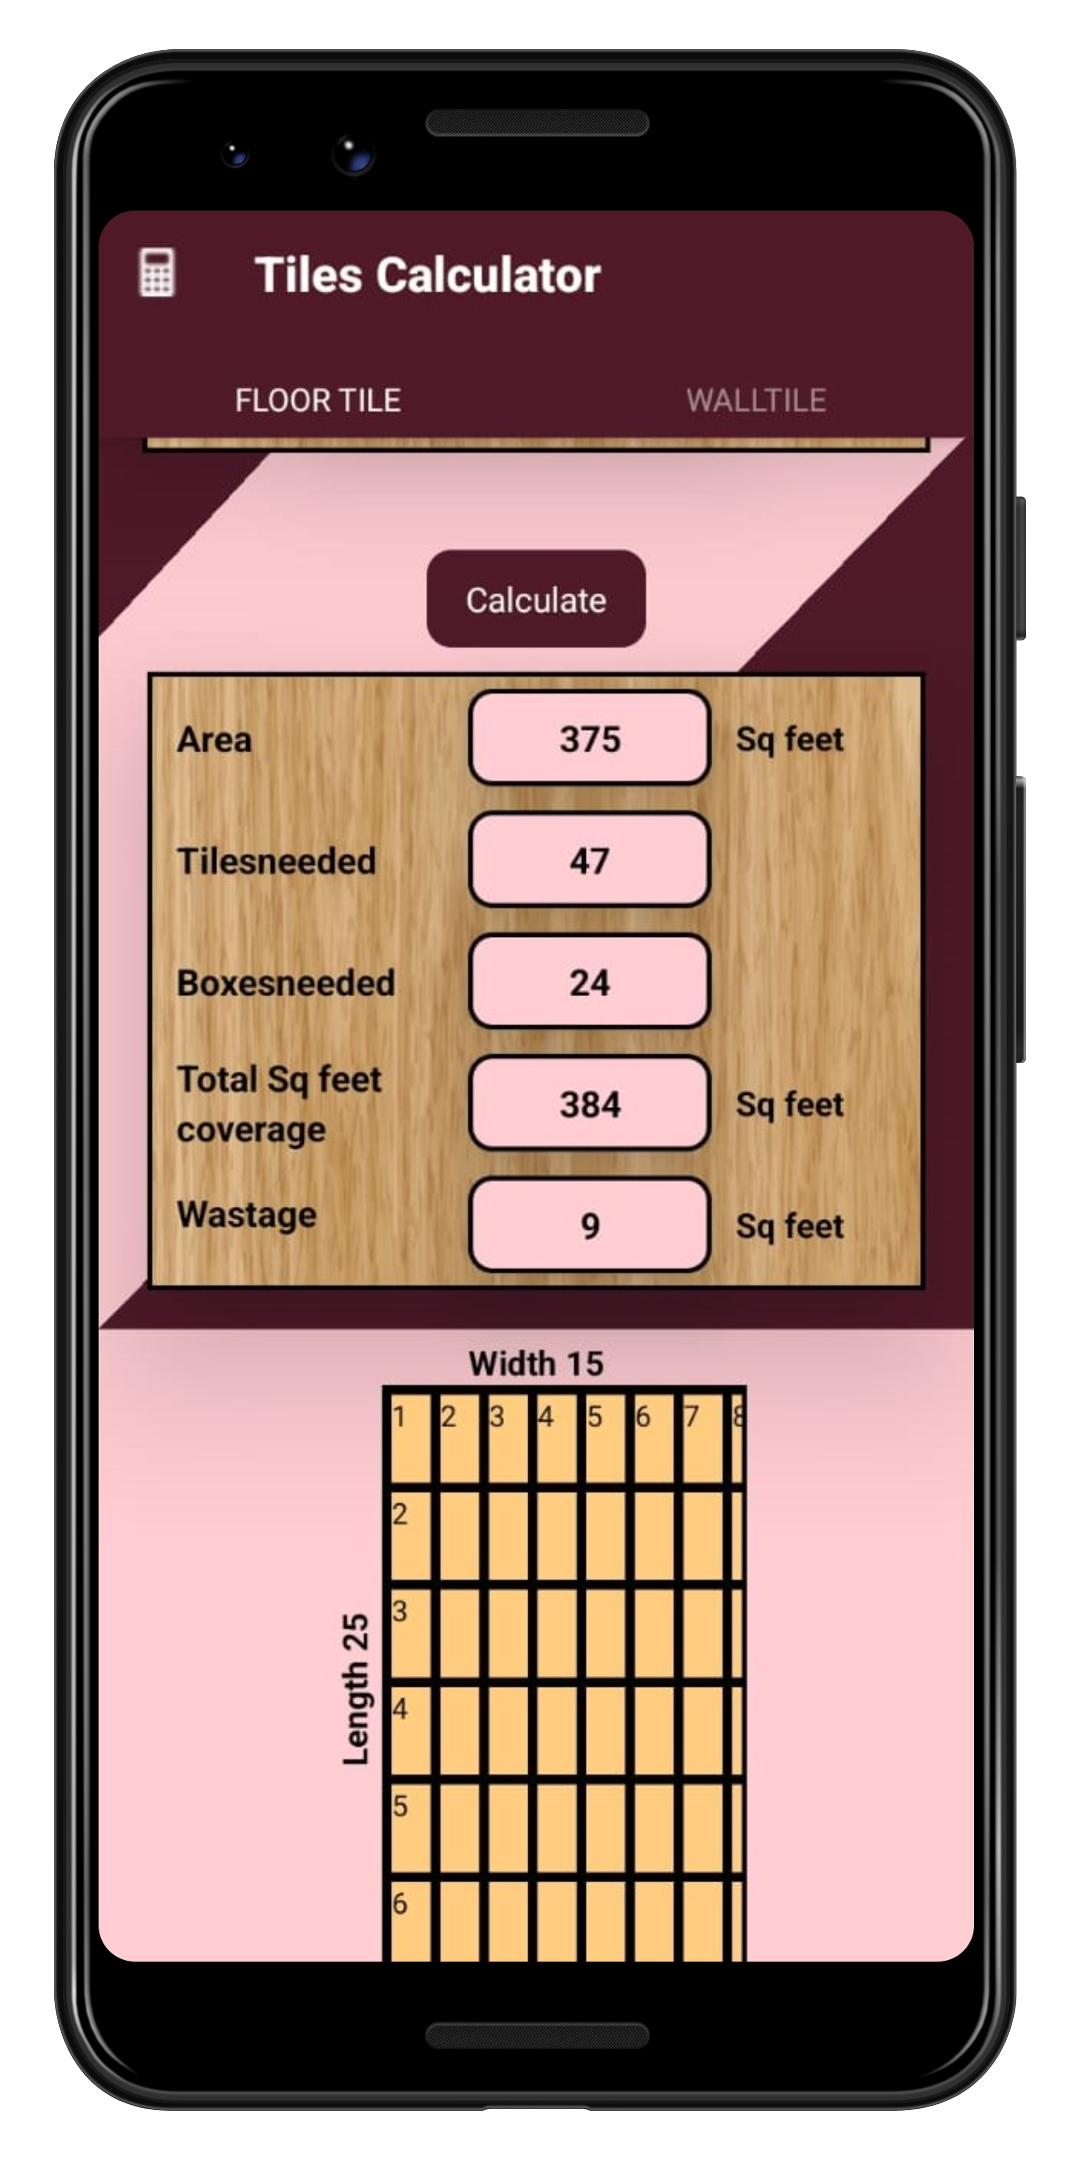 Tiles Calculator
FLOOR TILE
WALLTILE
Calculate
Area 375 Sq feet
Tilesneeded 47
Boxesneeded 24
Total Sq feet
coverage 384 Sq feet
Wastage 9 Sq feet
Width 15
1 2 3 4 5 6 7 8
2
3
Length 25
4
5
6